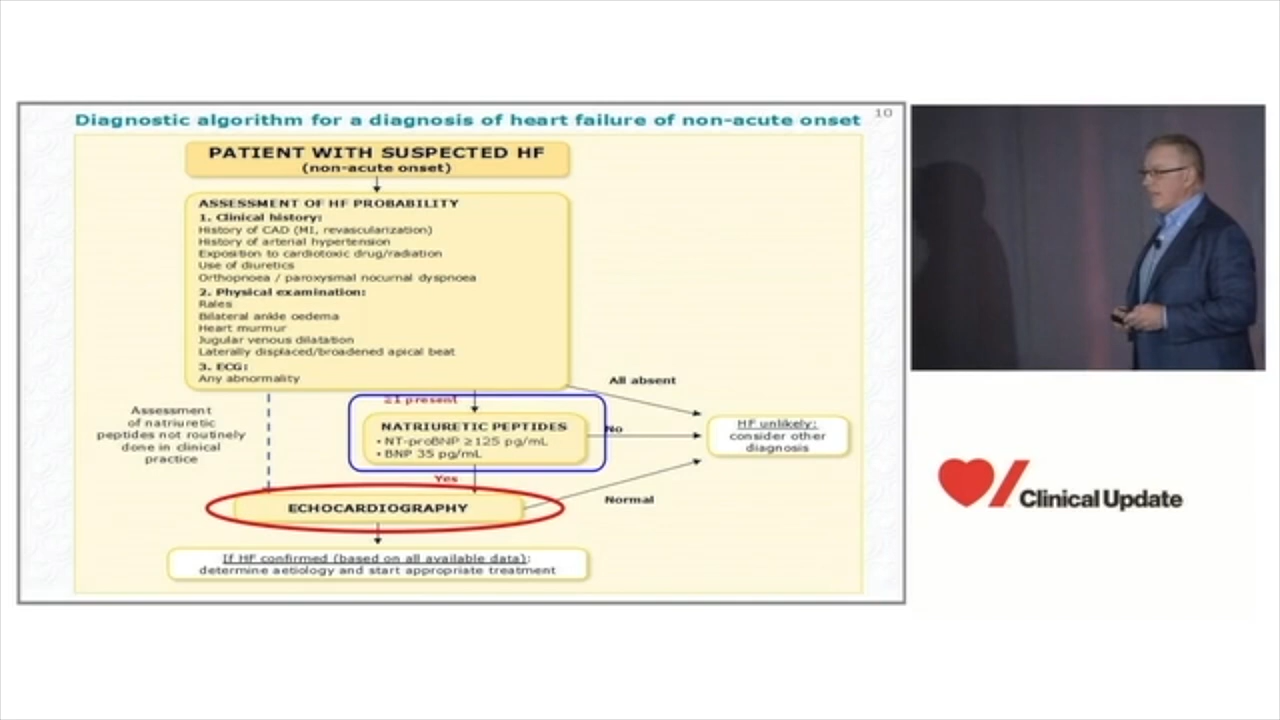 10
Diagnostic algorithm for a diagnosis of heart failure of non-acute onset
PATIENT WITH SUSPECTED HF
(non-acute onset)
ASSESSMENT OF HF PROBABILITY
1. Clinical history:
History of CAD (MI, revascularization)
History of arterial hypertension
Exposition to cardiotoxic drug/radiation
Use of diuretics
Orthopnoea / paroxysmal nocurnal dyspnoea
2. Physical examination:
Rales
Bilateral ankle oedema
Heart murmur
Jugular venous dilatation
Laterally displaced/broadened apical beat
3. ECG:
Any abnormality
All absent
Assessment
of natriuretic
peptides not routinely
done in clinical
practice
≥1 present
NATRIURETIC PEPTIDES
• NT-proBNP ≥125 pg/mL
• BNP 35 pg/mL
No
HF unlikely:
consider other
diagnosis
Yes
Normal
ECHOCARDIOGRAPHY
If HF confirmed (based on all available data):
determine aetiology and start appropriate treatment
Clinical Update